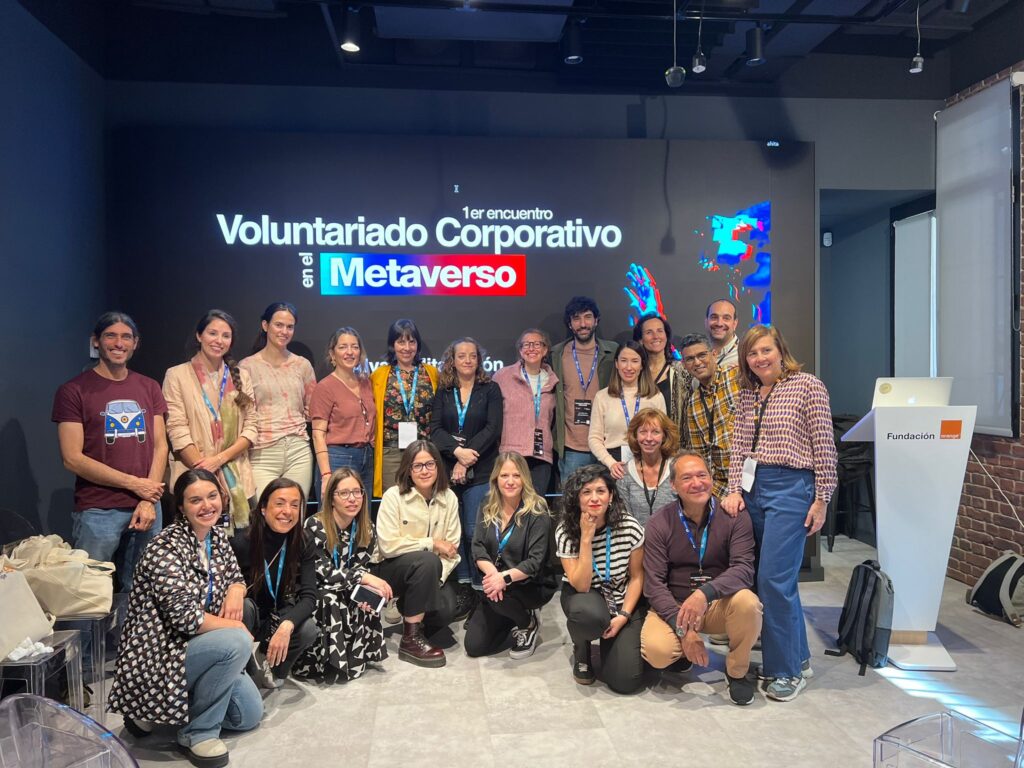 1er encuentro
Voluntariado Corporativo
en el
Metaverso
Fundación
orange